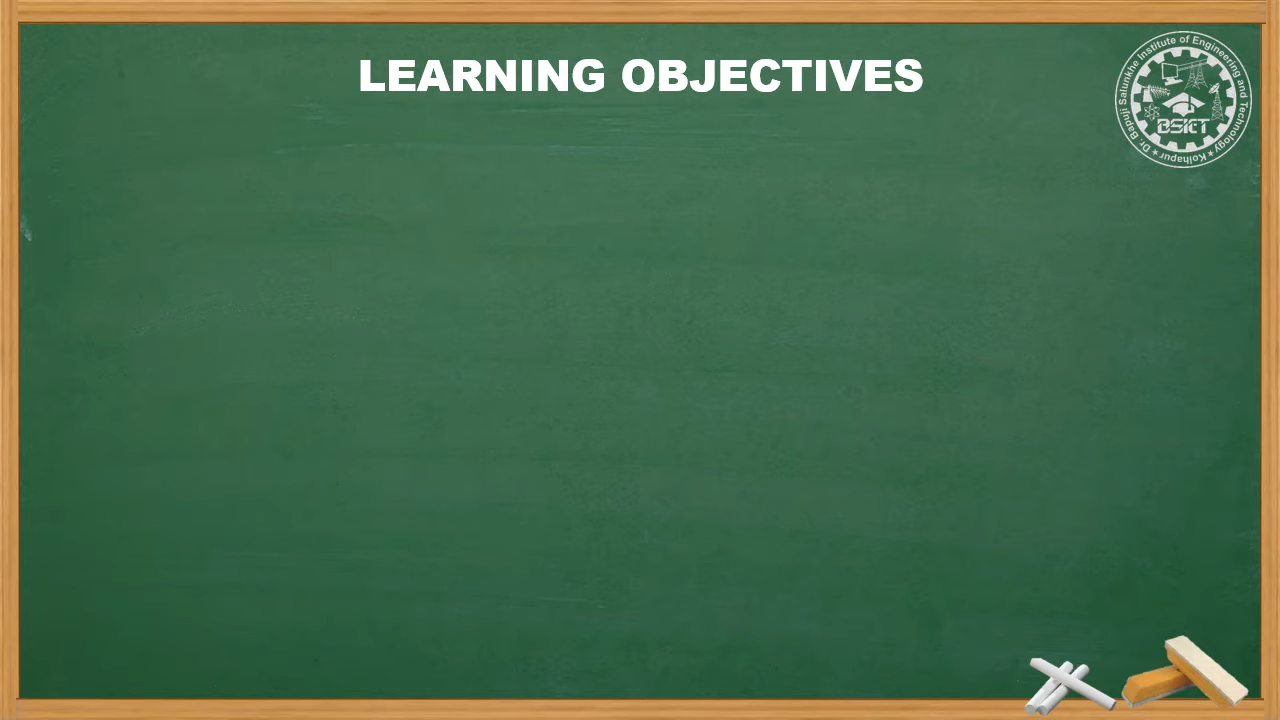 LEARNING OBJECTIVES
Dr. Bapuji Salunkhe Institute of Engineering and Technology★Kolhapur★
BSIET